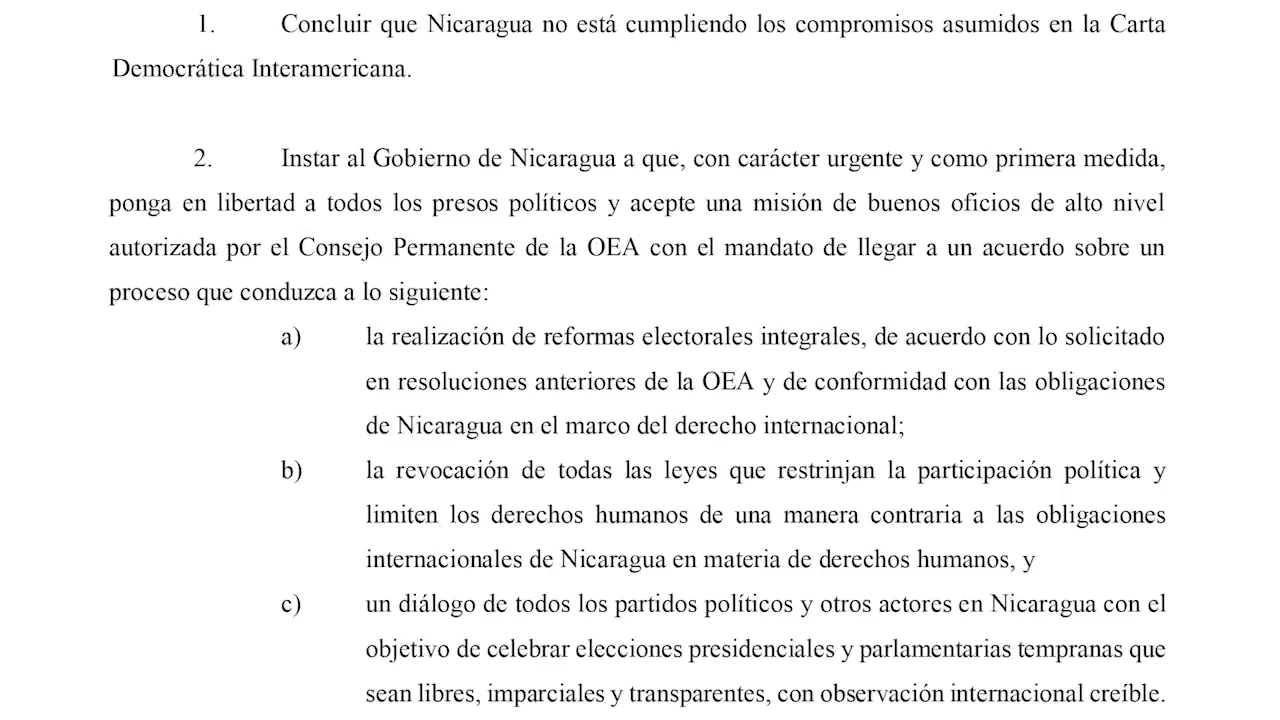 1. Concluir que Nicaragua no está cumpliendo los compromisos asumidos en la Carta
Democrática Interamericana.
2. Instar al Gobierno de Nicaragua a que, con carácter urgente y como primera medida,
ponga en libertad a todos los presos políticos y acepte una misión de buenos oficios de alto nivel
autorizada por el Consejo Permanente de la OEA con el mandato de llegar a un acuerdo sobre un
proceso que conduzca a lo siguiente:
a) la realización de reformas electorales integrales, de acuerdo con lo solicitado
en resoluciones anteriores de la OEA y de conformidad con las obligaciones
de Nicaragua en el marco del derecho internacional;
b) la revocación de todas las leyes que restrinjan la participación política y
limiten los derechos humanos de una manera contraria a las obligaciones
internacionales de Nicaragua en materia de derechos humanos, y
c) un diálogo de todos los partidos políticos y otros actores en Nicaragua con el
objetivo de celebrar elecciones presidenciales y parlamentarias tempranas que
sean libres, imparciales y transparentes, con observación internacional creíble.